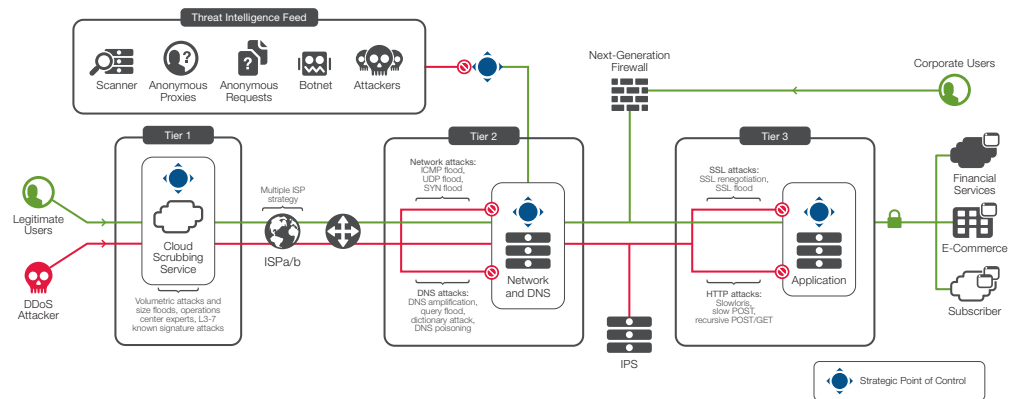 Threat Intelligence Feed
Scanner
Anonymous
Proxies
Anonymous
Requests
Botnet
Attackers
Next-Generation
Firewall
Corporate Users
Tier 1
Tier 2
Tier 3
Legitimate
Users
DDoS
Attacker
Cloud
Scrubbing
Service
Volumetric attacks and
size floods, operations
center experts, L3-7
known signature attacks
Multiple ISP
strategy
ISPa/b
Network attacks:
ICMP flood,
UDP flood,
SYN flood
DNS attacks:
DNS amplification,
query flood,
dictionary attack,
DNS poisoning
Network
and DNS
IPS
SSL attacks:
SSL renegotiation,
SSL flood
HTTP attacks:
Slowloris,
slow POST,
recursive POST/GET
Application
Financial
Services
E-Commerce
Subscriber
Strategic Point of Control